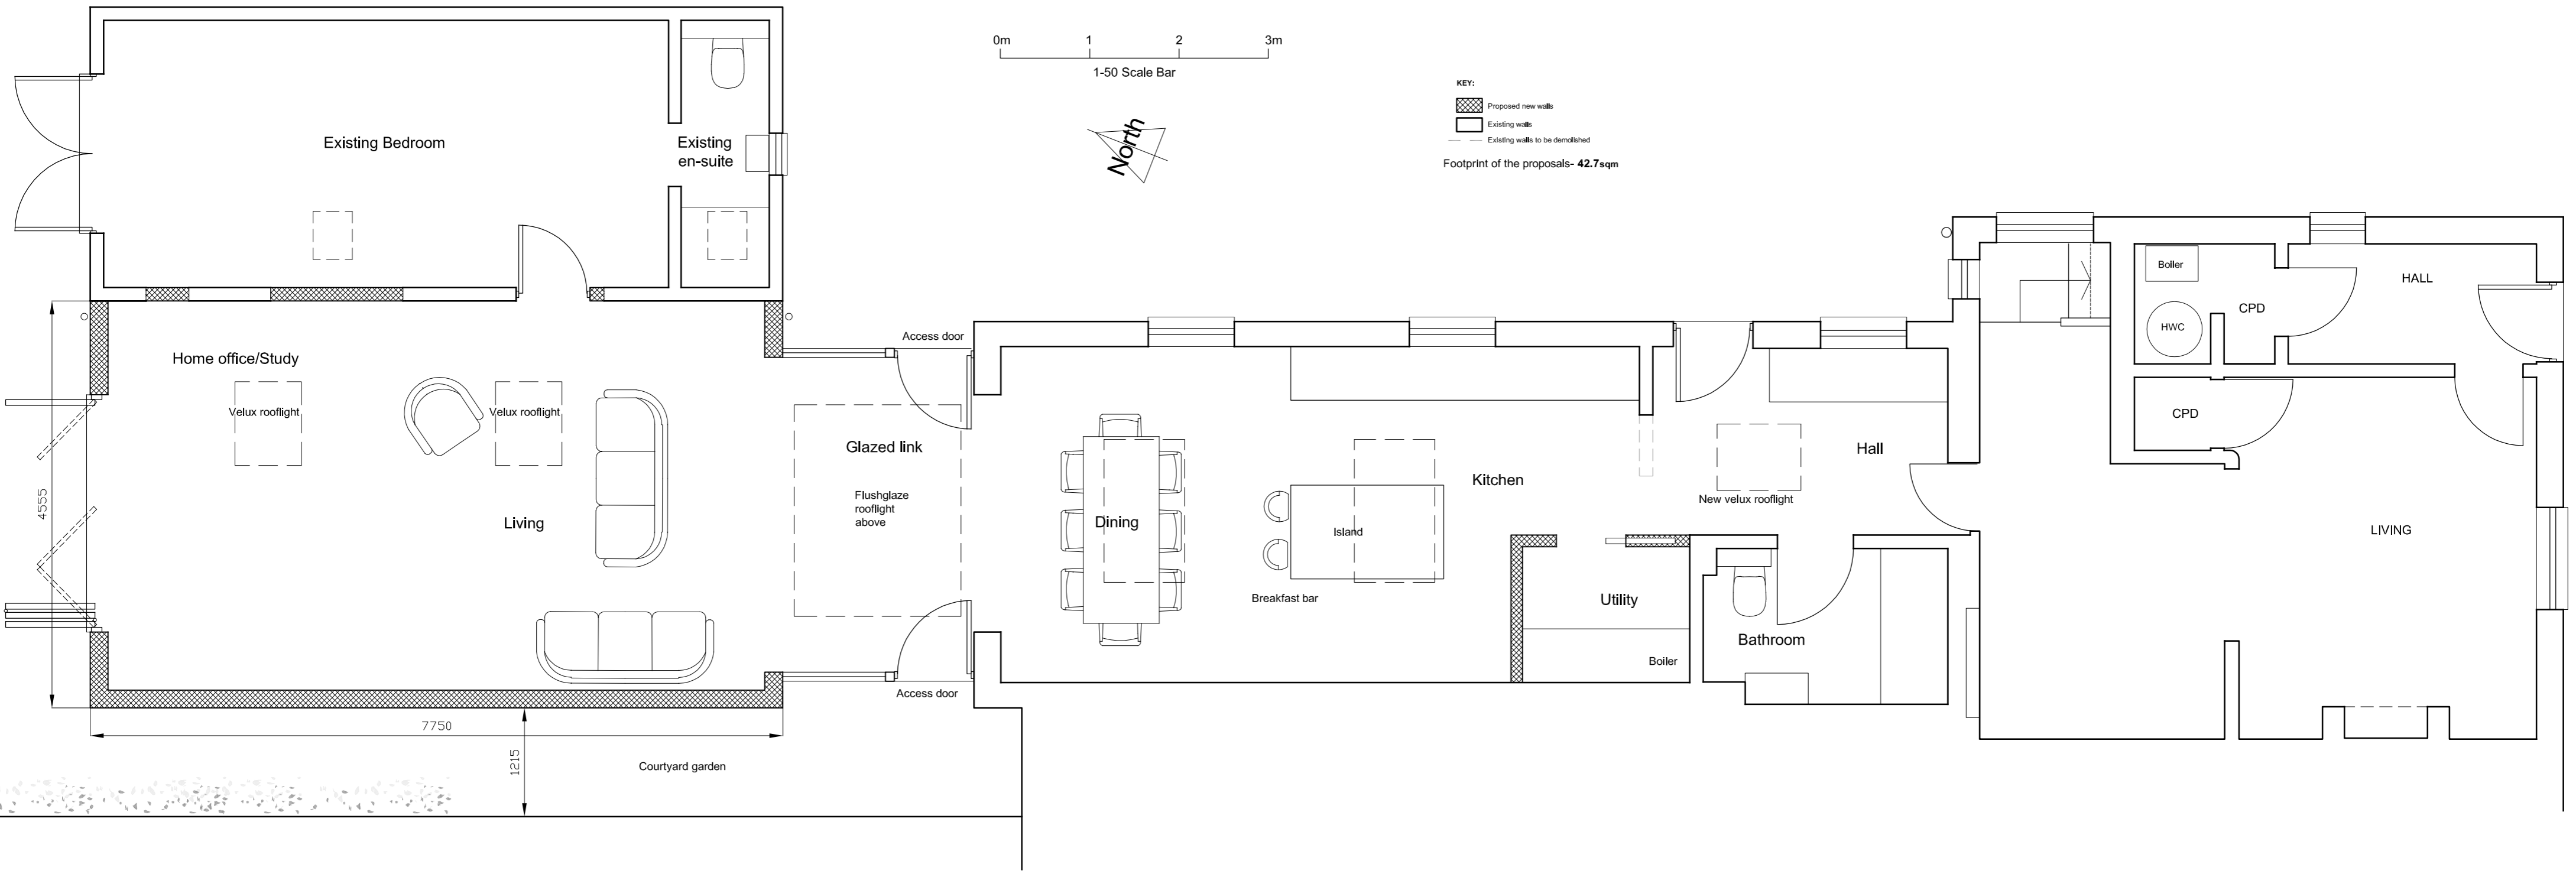 0m 1 2 3m
1-50 Scale Bar
North
KEY:
Proposed new walls
Existing walls
Existing walls to be demolished
Footprint of the proposals- 42.7sqm
Existing Bedroom
Existing
en-suite
Home office/Study
Velux rooflight
Velux rooflight
Living
4555
7750
1215
Courtyard garden
Access door
Glazed link
Flushglaze
rooflight
above
Access door
Dining
Kitchen
Island
Breakfast bar
Utility
Boiler
Hall
New velux rooflight
Bathroom
Boiler
HWC
CPD
HALL
CPD
LIVING